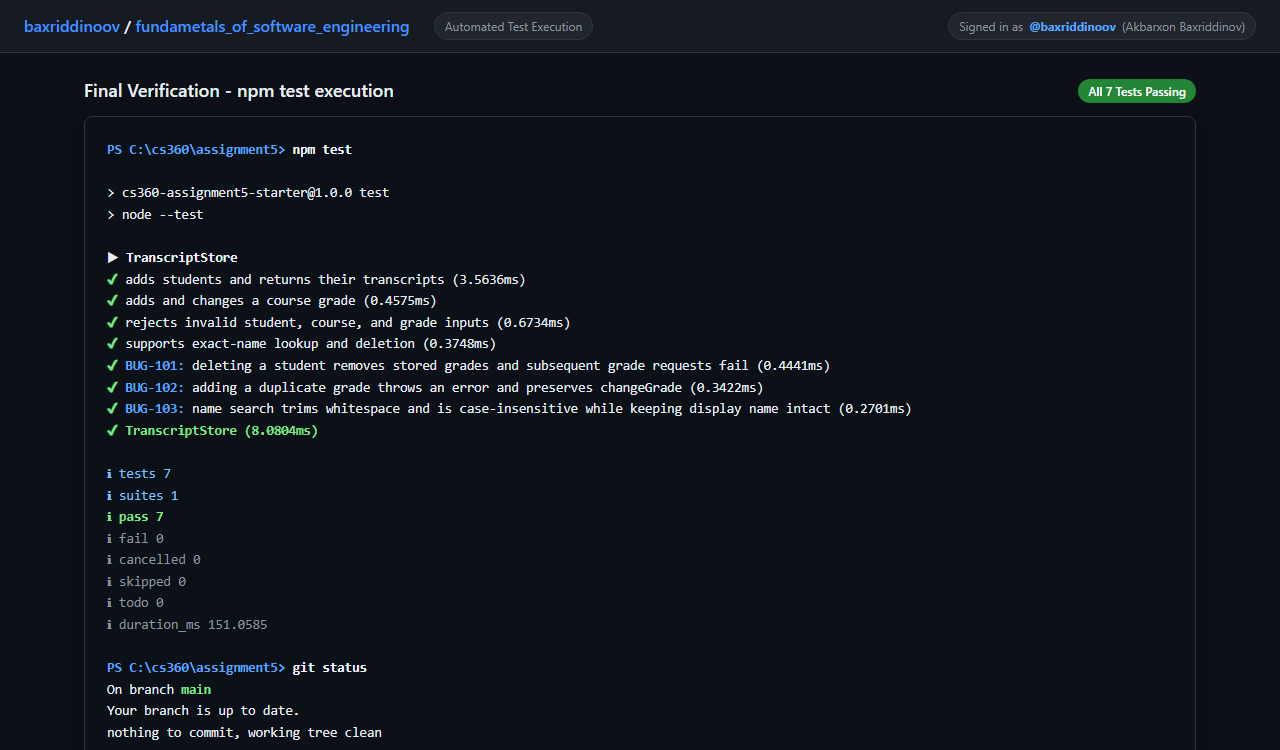 baxriddinoov / fundametals_of_software_engineering Automated Test Execution Signed in as @baxriddinoov (Akbarxon Baxriddinov)
Final Verification - npm test execution All 7 Tests Passing
PS C:\cs360\assignment5> npm test
> cs360-assignment5-starter@1.0.0 test
> node --test
▶ TranscriptStore
✔ adds students and returns their transcripts (3.5636ms)
✔ adds and changes a course grade (0.4575ms)
✔ rejects invalid student, course, and grade inputs (0.6734ms)
✔ supports exact-name lookup and deletion (0.3748ms)
✔ BUG-101: deleting a student removes stored grades and subsequent grade requests fail (0.4441ms)
✔ BUG-102: adding a duplicate grade throws an error and preserves changeGrade (0.3422ms)
✔ BUG-103: name search trims whitespace and is case-insensitive while keeping display name intact (0.2701ms)
✔ TranscriptStore (8.0804ms)
ℹ tests 7
ℹ suites 1
ℹ pass 7
ℹ fail 0
ℹ cancelled 0
ℹ skipped 0
ℹ todo 0
ℹ duration_ms 151.0585
PS C:\cs360\assignment5> git status
On branch main
Your branch is up to date.
nothing to commit, working tree clean